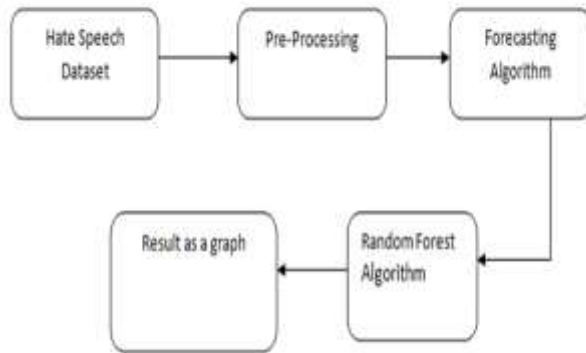 Hate Speech
Dataset
Pre-Processing
Forecasting
Algorithm
Random Forest
Algorithm
Result as a graph